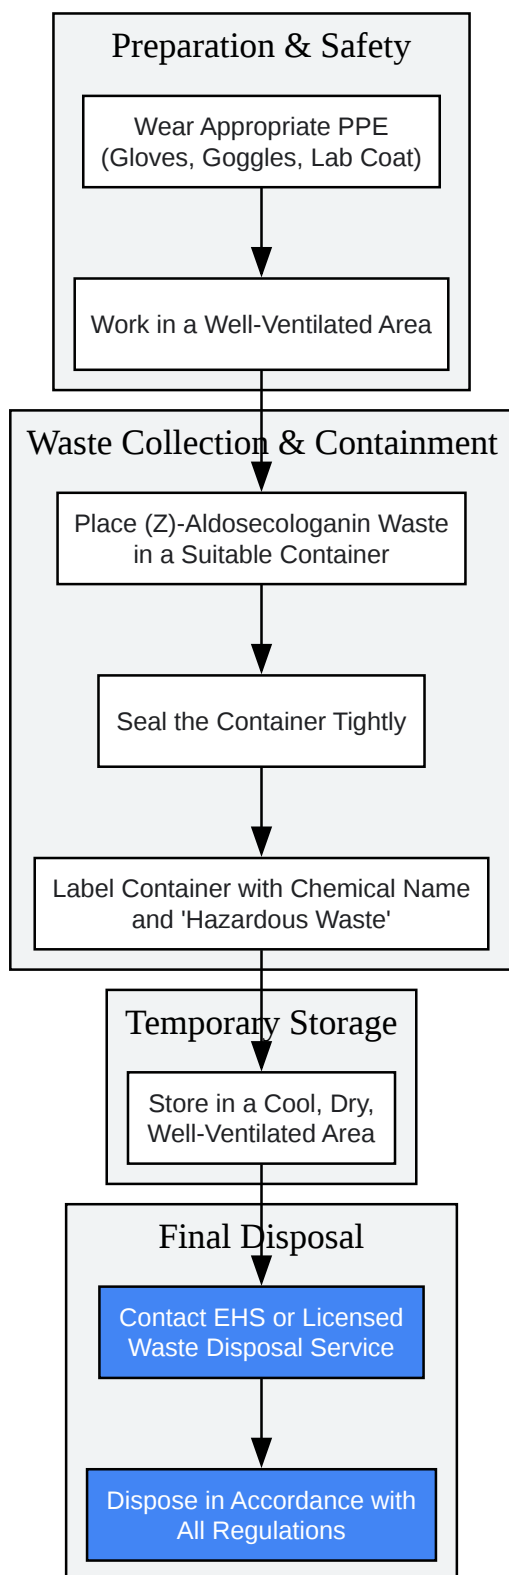 Preparation & Safety
Wear Appropriate PPE
(Gloves, Goggles, Lab Coat)
Work in a Well-Ventilated Area
Waste Collection & Containment
Place (Z)-Aldosecologanin Waste
in a Suitable Container
Seal the Container Tightly
Label Container with Chemical Name
and 'Hazardous Waste'
Temporary Storage
Store in a Cool, Dry,
Well-Ventilated Area
Final Disposal
Contact EHS or Licensed
Waste Disposal Service
Dispose in Accordance with
All Regulations